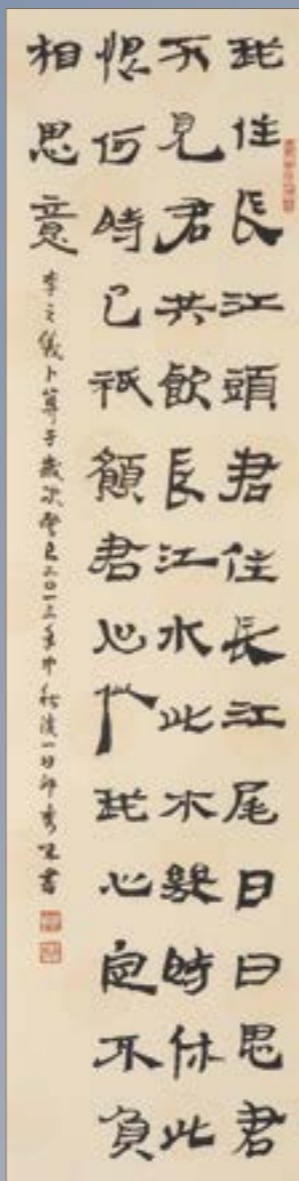 我住長江頭君住長江尾日日思君
不見君共飲長江水此水幾時休此
恨何時已祇願君心似我心定不負
相思意
李之儀卜算子歲次癸巳二〇一三年中秋後一日邱書